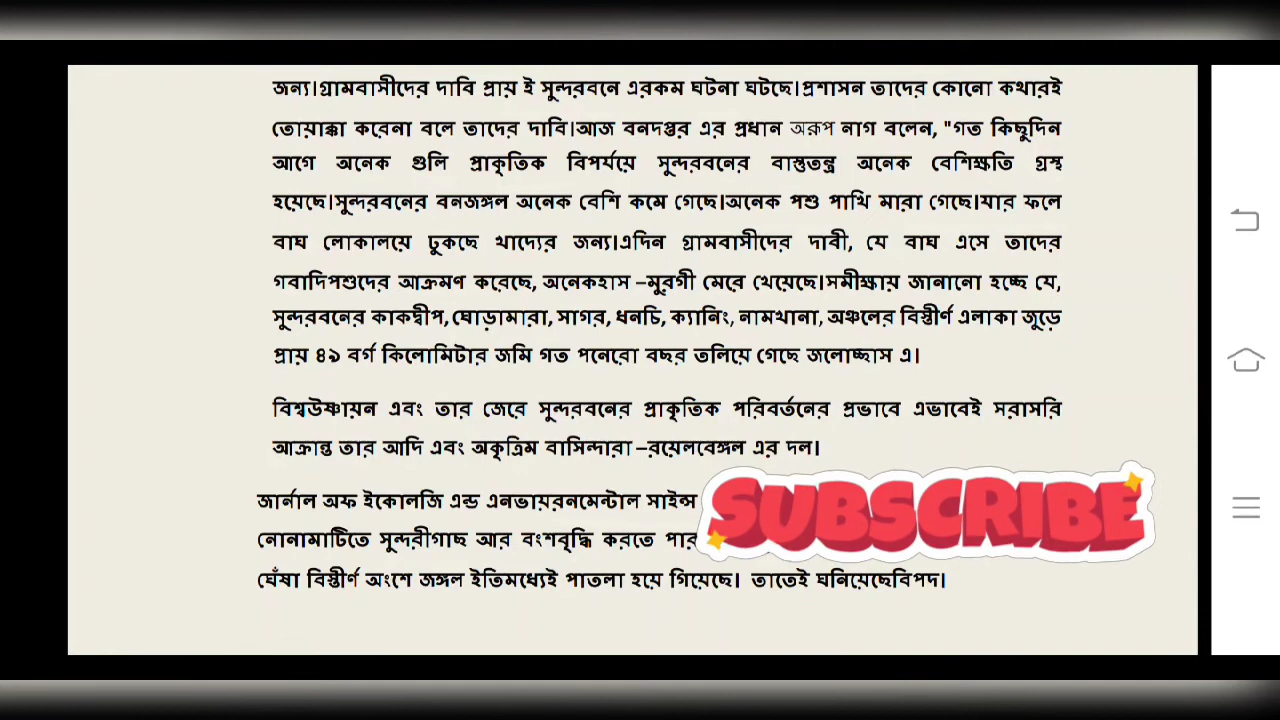 জন্য।গ্রামবাসীদের দাবি প্রায় ই সুন্দরবনে এরকম ঘটনা ঘটছে।প্রশাসন তাদের কোনো কথারই
তোয়াক্কা করেনা বলে তাদের দাবি।আজ বনদপ্তর এর প্রধান অরূপ নাগ বলেন, "গত কিছুদিন
আগে অনেক গুলি প্রাকৃতিক বিপর্যয়ে সুন্দরবনের বাস্তুতন্ত্র অনেক বেশিক্ষতি গ্রস্থ
হয়েছে।সুন্দরবনের বনজঙ্গল অনেক বেশি কমে গেছে।অনেক পশু পাখি মারা গেছে।যার ফলে
বাঘ লোকালয়ে ঢুকছে খাদ্যের জন্য।এদিন গ্রামবাসীদের দাবী, যে বাঘ এসে তাদের
গবাদিপশুদের আক্রমণ করেছে, অনেকহাস –মুরগী মেরে খেয়েছে।সমীক্ষায় জানানো হচ্ছে যে,
সুন্দরবনের কাকদ্বীপ,ঘোড়ামারা, সাগর, ধনচি, ক্যানিং, নামখানা, অঞ্চলের বিস্তীর্ণ এলাকা জুড়ে
প্রায় ৪৯ বর্গ কিলোমিটার জমি গত পনেরো বছর তলিয়ে গেছে জলোচ্ছাস এ।
বিশ্বউষ্ণায়ন এবং তার জেরে সুন্দরবনের প্রাকৃতিক পরিবর্তনের প্রভাবে এভাবেই সরাসরি
আক্রান্ত তার আদি এবং অকৃত্রিম বাসিন্দারা –রয়েলবেঙ্গল এর দল।
জার্নাল অফ ইকোলজি এন্ড এনভায়রনমেন্টাল সাইন্স
SUBSCRIBE
নোনামাটিতে সুন্দরীগাছ আর বংশবৃদ্ধি করতে
ঘেঁষা বিস্তীর্ণ অংশে জঙ্গল ইতিমধ্যেই পাতলা হয়ে গিয়েছে। তাতেই ঘনিয়েছেবিপদ।